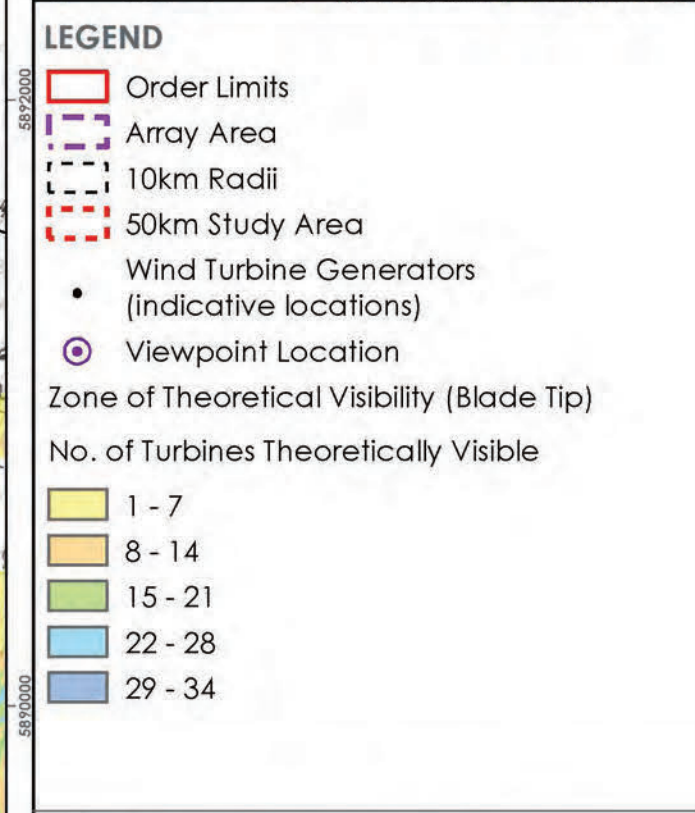 LEGEND
Order Limits
Array Area
10km Radii
50km Study Area
Wind Turbine Generators
(indicative locations)
Viewpoint Location
Zone of Theoretical Visibility (Blade Tip)
No. of Turbines Theoretically Visible
1 - 7
8 - 14
15 - 21
22 - 28
29 - 34
5892000
5890000